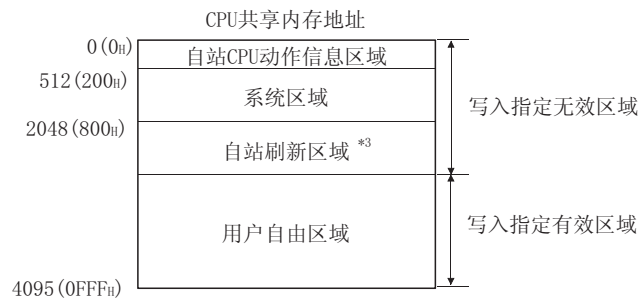 CPU共享内存地址
0(0H)
自站CPU动作信息区域
512(200H)
系统区域
写入指定无效区域
2048(800H)
自站刷新区域 *3
用户自由区域
写入指定有效区域
4095(0FFFH)